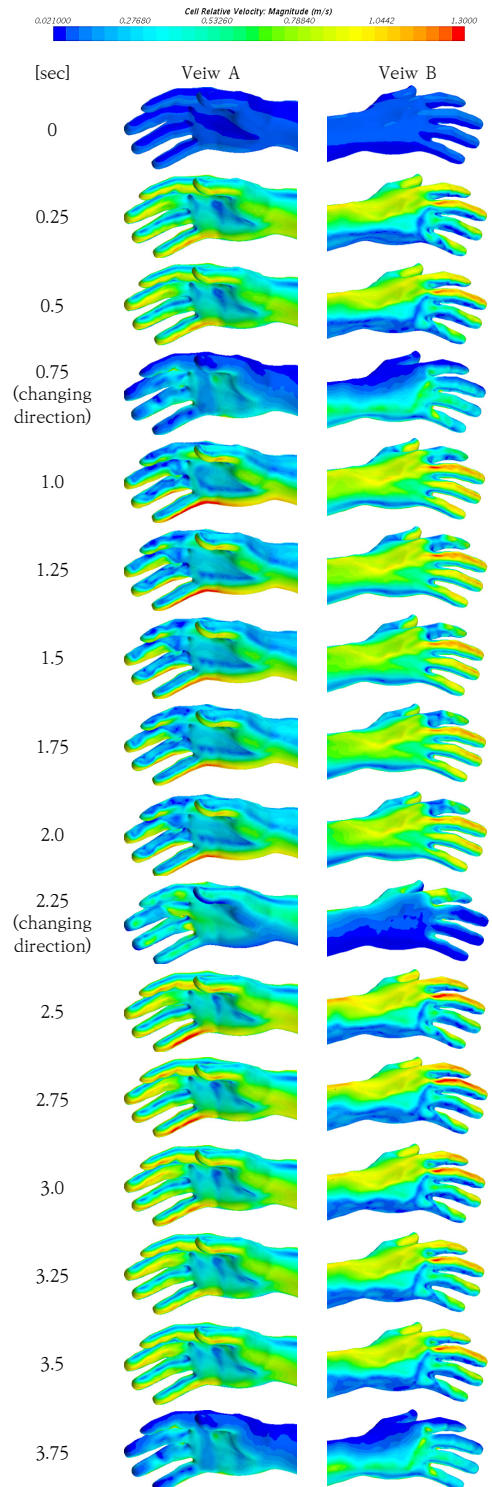 Cell Relative Velocity: Magnitude (m/s)
0.021000 0.27680 0.53260 0.78840 1.0442 1.3000
[sec] Veiw A Veiw B
0
0.25
0.5
0.75
(changing
direction)
1.0
1.25
1.5
1.75
2.0
2.25
(changing
direction)
2.5
2.75
3.0
3.25
3.5
3.75